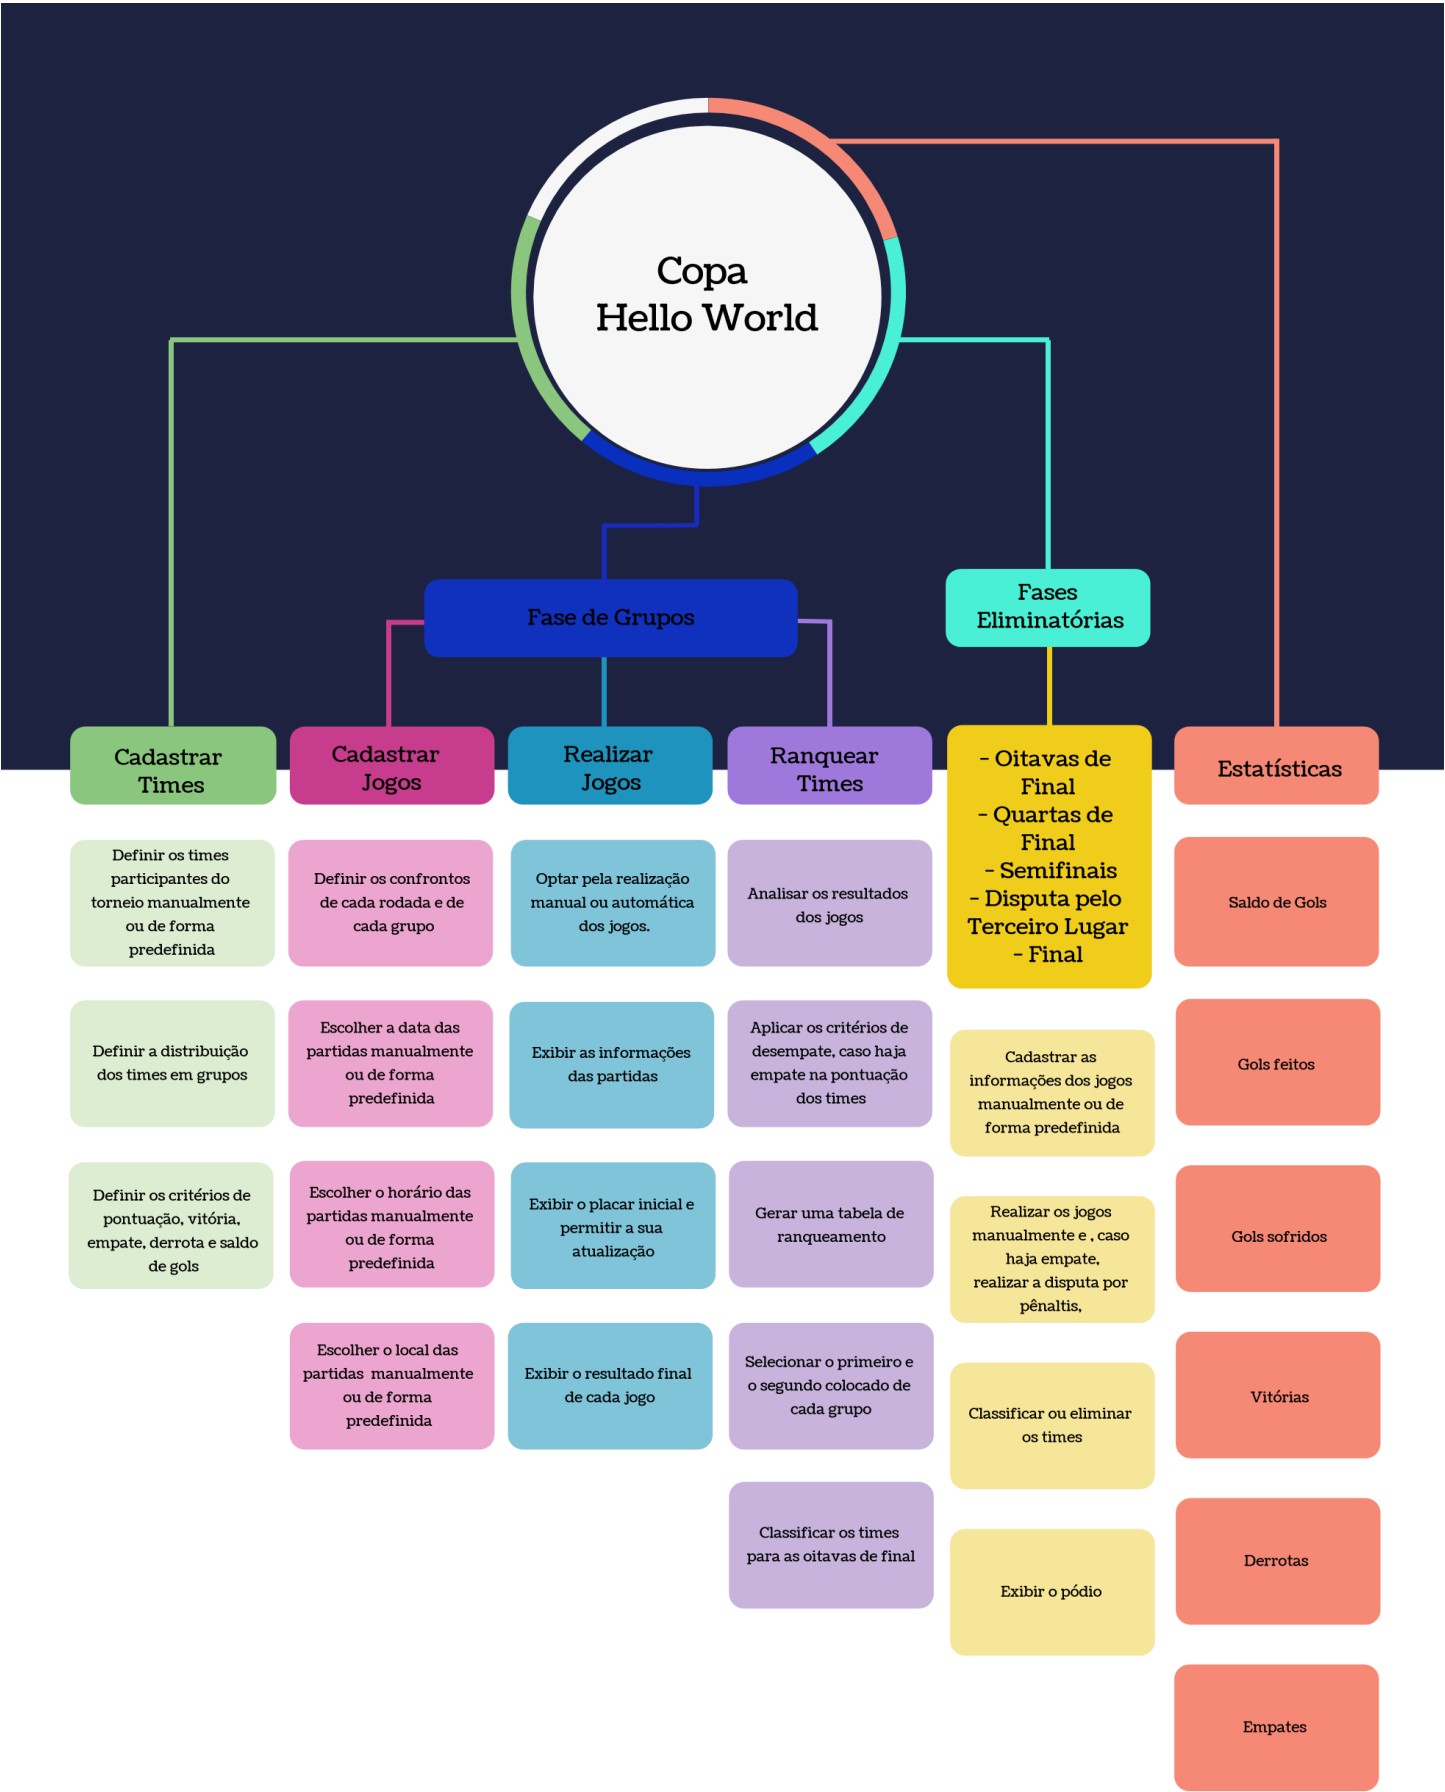 Copa
Hello World
Fase de Grupos
Fases
Eliminatórias
Cadastrar
Times
Definir os times
participantes do
torneio manualmente
ou de forma
predefinida
Definir a distribuição
dos times em grupos
Definir os critérios de
pontuação, vitória,
empate, derrota e saldo
de gols
Cadastrar
Jogos
Definir os confrontos
de cada rodada e de
cada grupo
Escolher a data das
partidas manualmente
ou de forma
predefinida
Escolher o horário das
partidas manualmente
ou de forma
predefinida
Escolher o local das
partidas manualmente
ou de forma
predefinida
Realizar
Jogos
Optar pela realização
manual ou automática
dos jogos.
Exibir as informações
das partidas
Exibir o placar inicial e
permitir a sua
atualização
Exibir o resultado final
de cada jogo
Ranquear
Times
Analisar os resultados
dos jogos
Aplicar os critérios de
desempate, caso haja
empate na pontuação
dos times
Gerar uma tabela de
ranqueamento
Selecionar o primeiro e
o segundo colocado de
cada grupo
Classificar os times
para as oitavas de final
- Oitavas de
Final
- Quartas de
Final
- Semifinais
- Disputa pelo
Terceiro Lugar
- Final
Cadastrar as
informações dos jogos
manualmente ou de
forma predefinida
Realizar os jogos
manualmente e , caso
haja empate,
realizar a disputa por
pênaltis,
Classificar ou eliminar
os times
Exibir o pódio
Estatísticas
Saldo de Gols
Gols feitos
Gols sofridos
Vitórias
Derrotas
Empates